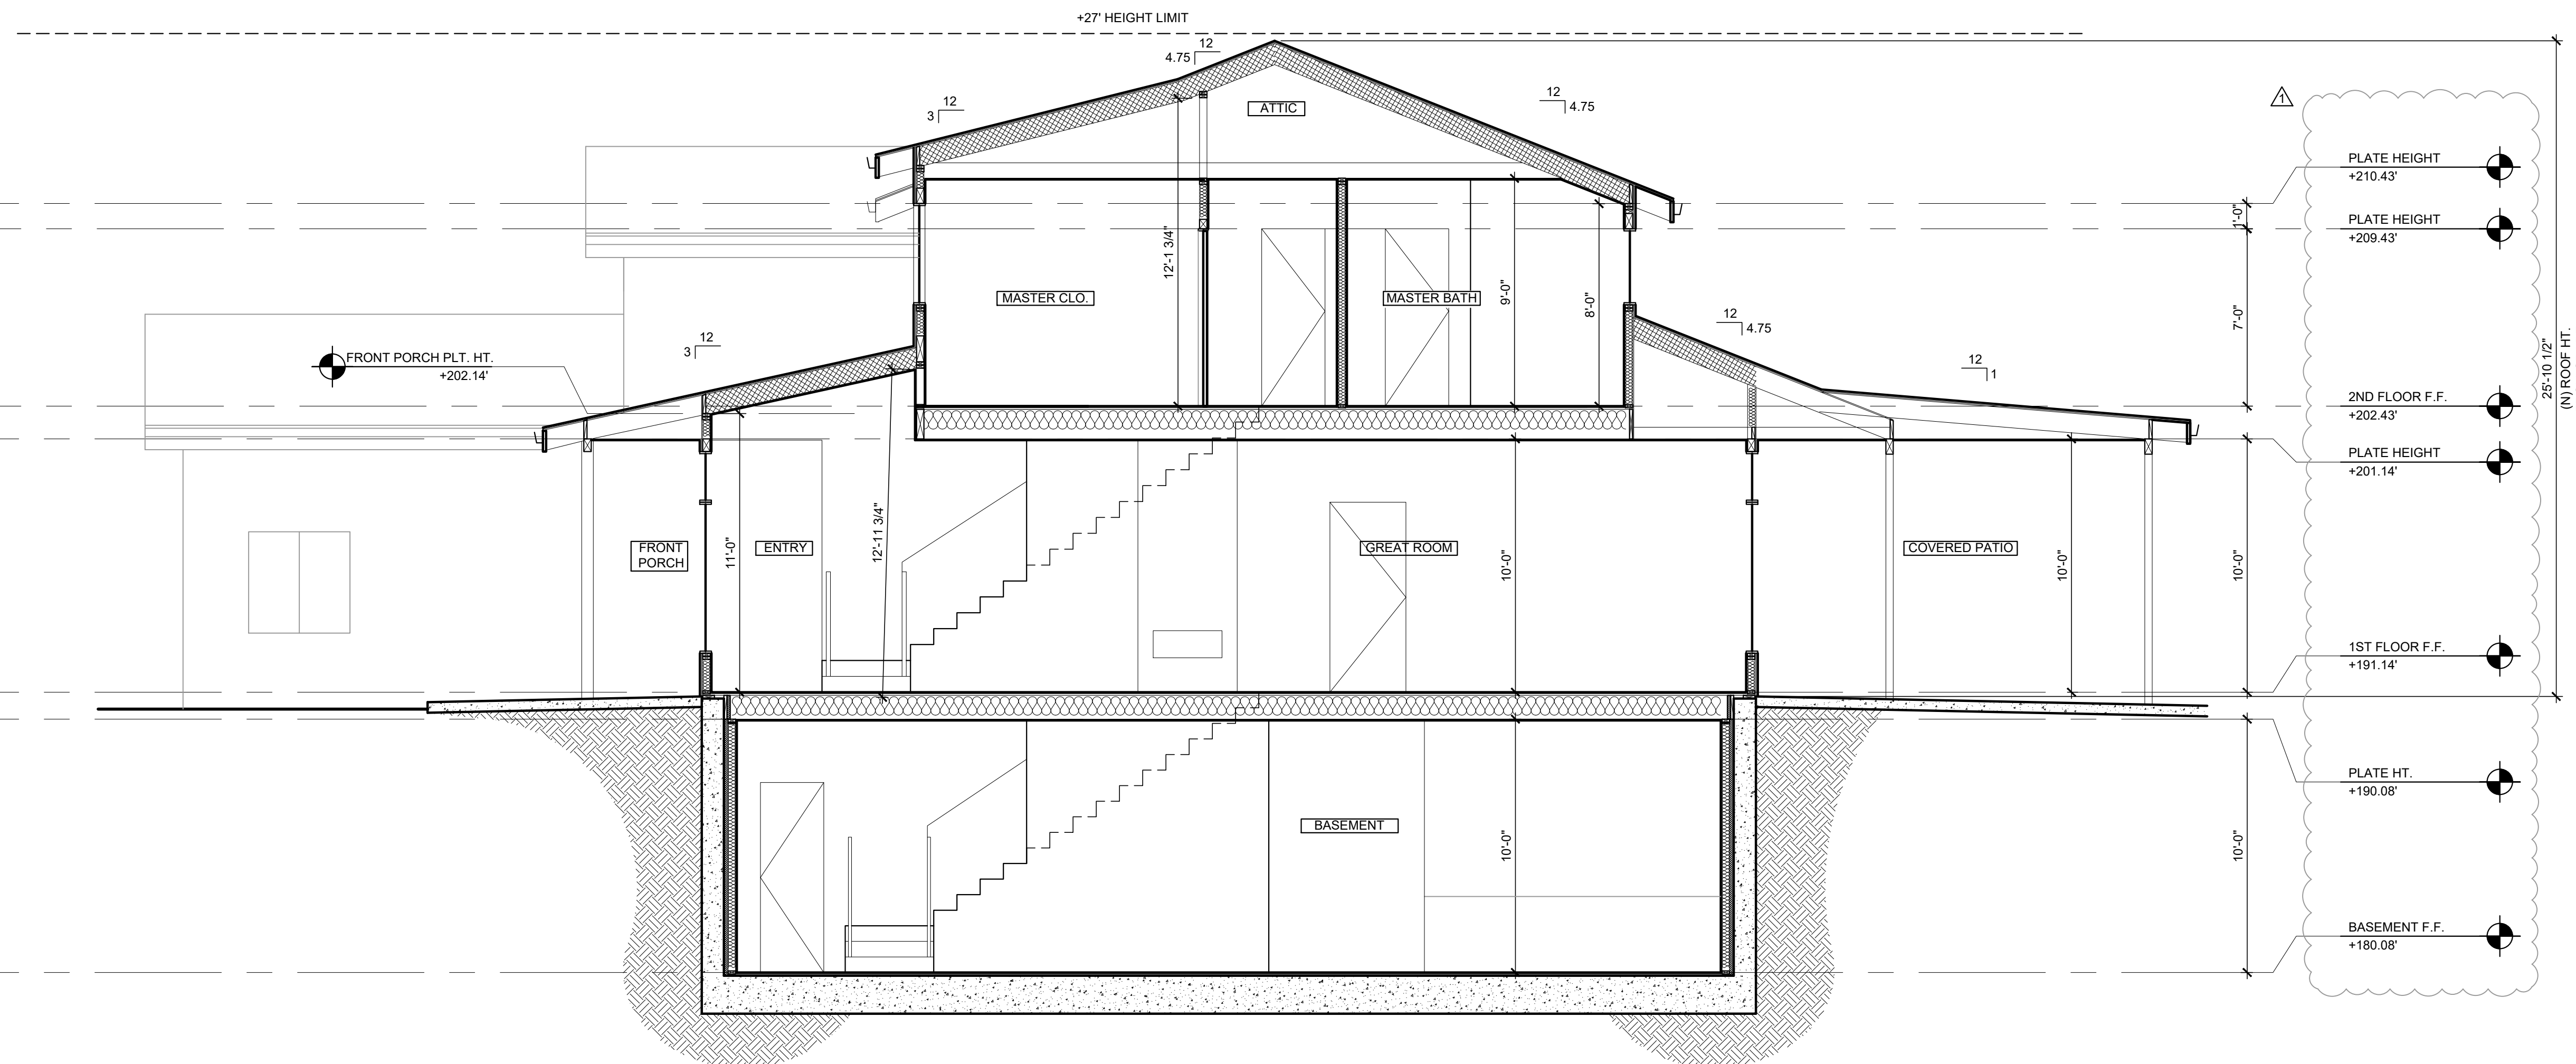 +27' HEIGHT LIMIT
12
4.75
12
3
12
4.75
ATTIC
1
PLATE HEIGHT
+210.43'
1'-0"
PLATE HEIGHT
+209.43'
12'-1 3/4"
MASTER CLO.
MASTER BATH
9'-0"
8'-0"
7'-0"
12
3
12
4.75
12
1
FRONT PORCH PLT. HT.
+202.14'
25'-10 1/2"
(N) ROOF HT.
2ND FLOOR F.F.
+202.43'
PLATE HEIGHT
+201.14'
FRONT
PORCH
11'-0"
ENTRY
12'-11 3/4"
GREAT ROOM
10'-0"
COVERED PATIO
10'-0"
10'-0"
1ST FLOOR F.F.
+191.14'
PLATE HT.
+190.08'
BASEMENT
10'-0"
10'-0"
BASEMENT F.F.
+180.08'